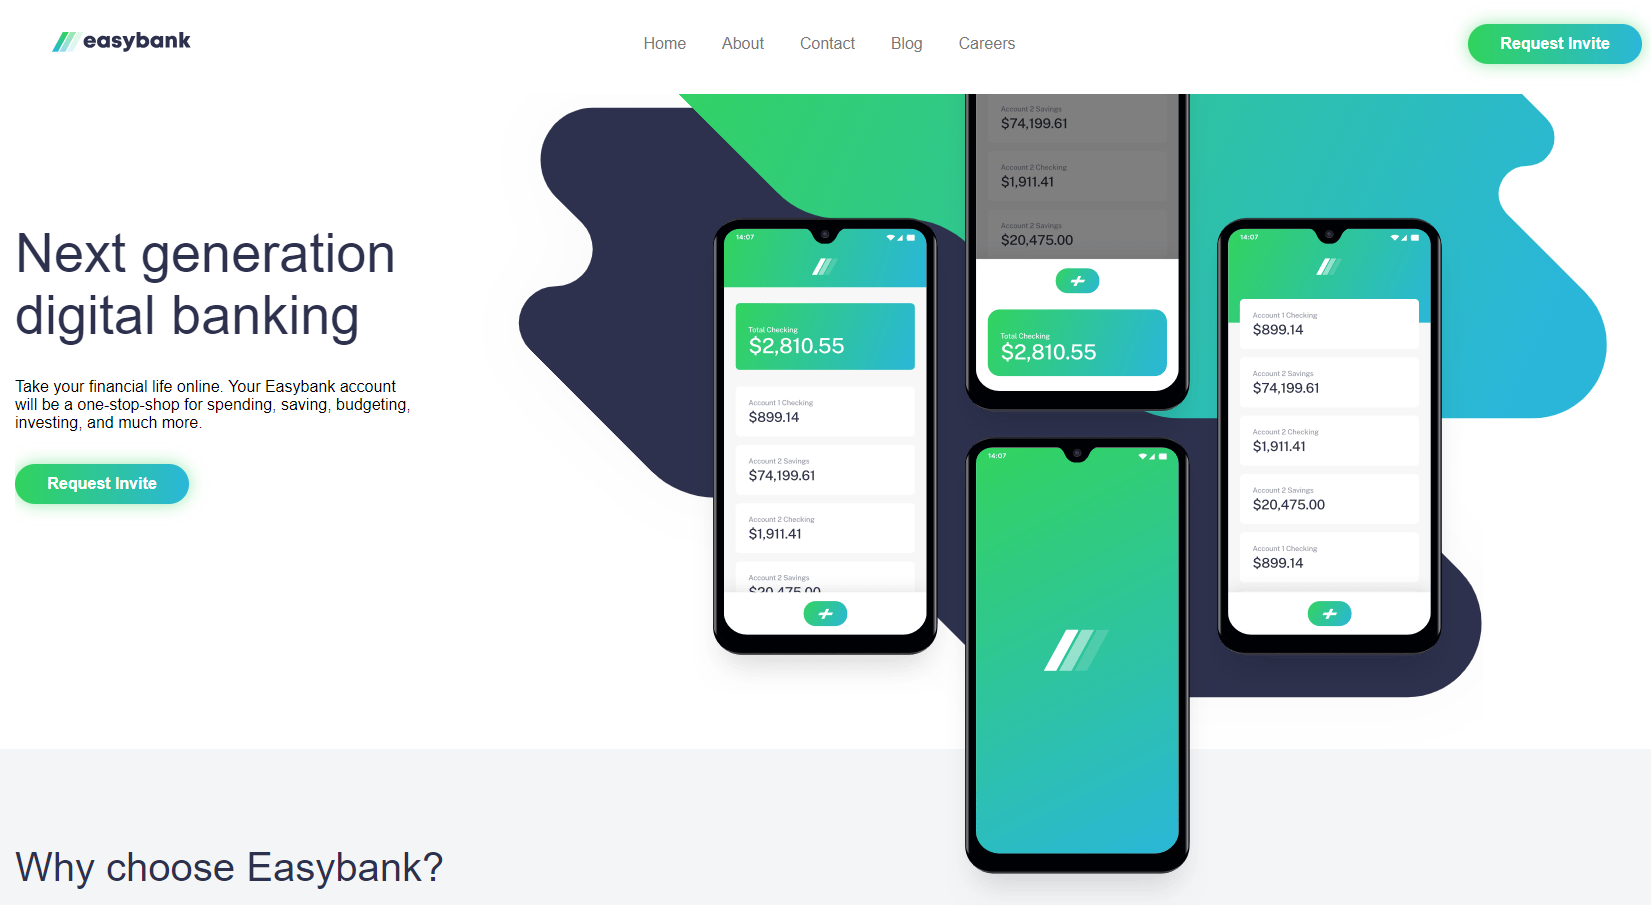 easybank
Home
About
Contact
Blog
Careers
Request Invite
Next generation
digital banking
Take your financial life online. Your Easybank account
will be a one-stop-shop for spending, saving, budgeting,
investing, and much more.
Request Invite
14:07
Total Checking
$2,810.55
Account 1 Checking
$899.14
Account 2 Savings
$74,199.61
Account 2 Checking
$1,911.41
Account 2 Savings
$20,475.00
Account 2 Savings
$74,199.61
Account 2 Checking
$1,911.41
Account 2 Savings
$20,475.00
Total Checking
$2,810.55
14:07
14:07
Account 1 Checking
$899.14
Account 2 Savings
$74,199.61
Account 2 Checking
$1,911.41
Account 2 Savings
$20,475.00
Account 1 Checking
$899.14
Why choose Easybank?